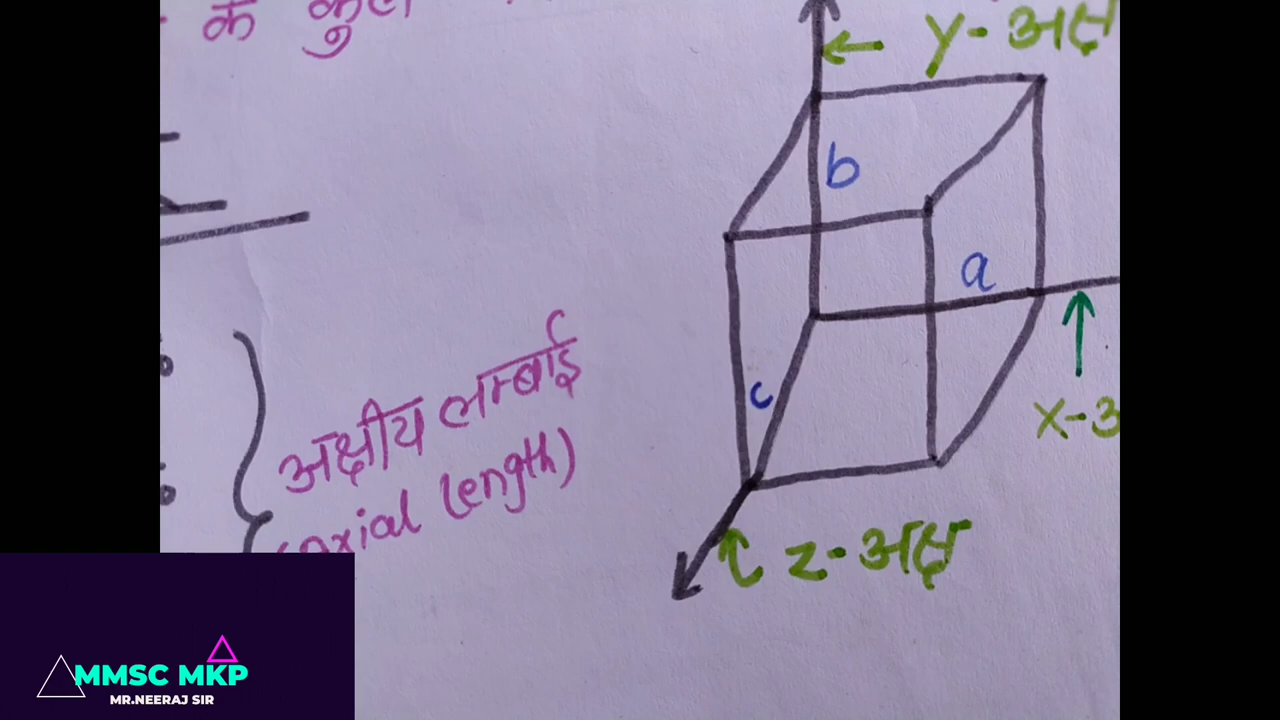 के कुल
y-अक्ष
b
a
c
x-अ
अक्षीय लम्बाई
(axial length)
z-अक्ष
MMSC MKP
MR.NEERAJ SIR